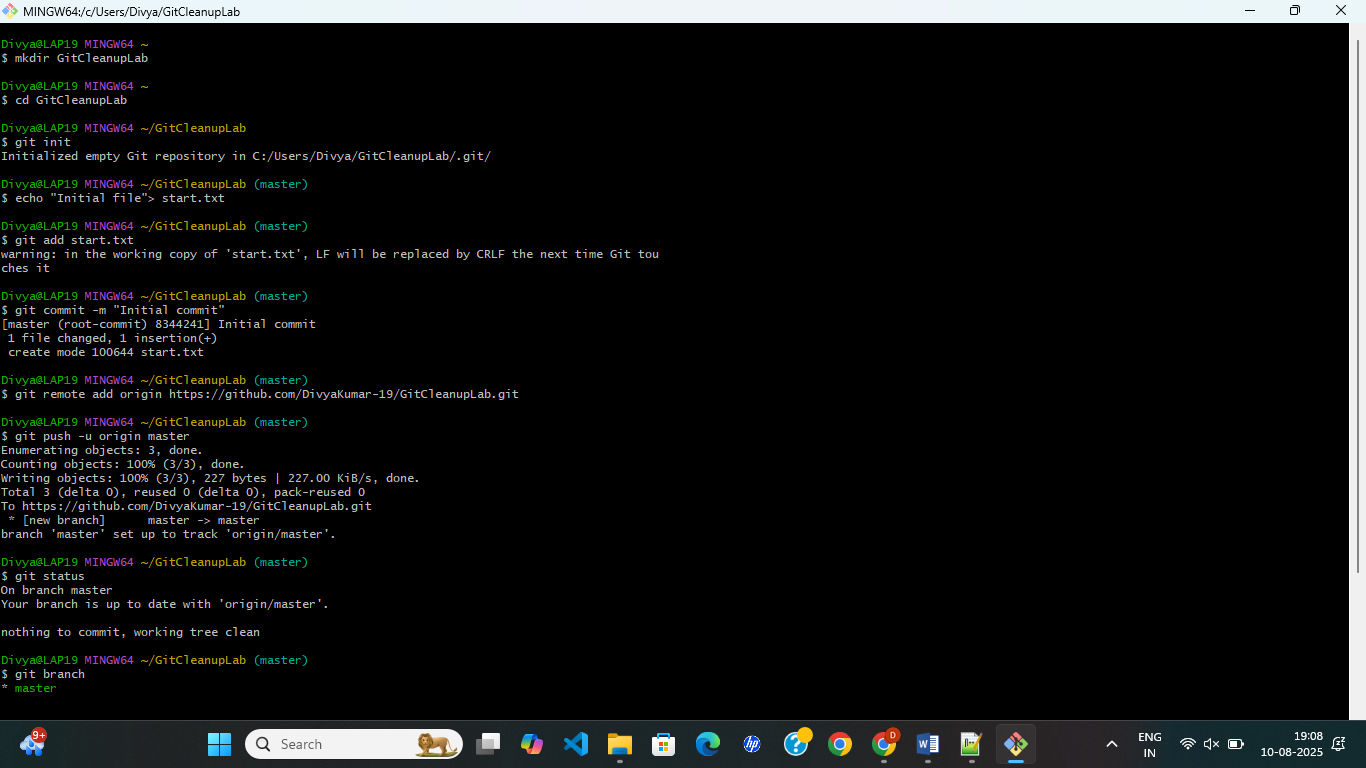 MINGW64:/c/Users/Divya/GitCleanupLab
Divya@LAP19 MINGW64 ~
$ mkdir GitCleanupLab
Divya@LAP19 MINGW64 ~
$ cd GitCleanupLab
Divya@LAP19 MINGW64 ~/GitCleanupLab
$ git init
Initialized empty Git repository in C:/Users/Divya/GitCleanupLab/.git/
Divya@LAP19 MINGW64 ~/GitCleanupLab (master)
$ echo "Initial file"> start.txt
Divya@LAP19 MINGW64 ~/GitCleanupLab (master)
$ git add start.txt
warning: in the working copy of 'start.txt', LF will be replaced by CRLF the next time Git tou
ches it
Divya@LAP19 MINGW64 ~/GitCleanupLab (master)
$ git commit -m "Initial commit"
[master (root-commit) 8344241] Initial commit
 1 file changed, 1 insertion(+)
 create mode 100644 start.txt
Divya@LAP19 MINGW64 ~/GitCleanupLab (master)
$ git remote add origin https://github.com/DivyaKumar-19/GitCleanupLab.git
Divya@LAP19 MINGW64 ~/GitCleanupLab (master)
$ git push -u origin master
Enumerating objects: 3, done.
Counting objects: 100% (3/3), done.
Writing objects: 100% (3/3), 227 bytes | 227.00 KiB/s, done.
Total 3 (delta 0), reused 0 (delta 0), pack-reused 0
To https://github.com/DivyaKumar-19/GitCleanupLab.git
 * [new branch]      master -> master
branch 'master' set up to track 'origin/master'.
Divya@LAP19 MINGW64 ~/GitCleanupLab (master)
$ git status
On branch master
Your branch is up to date with 'origin/master'.
nothing to commit, working tree clean
Divya@LAP19 MINGW64 ~/GitCleanupLab (master)
$ git branch
* master
9+
Search
hp
D
W
ENG
IN
19:08
10-08-2025